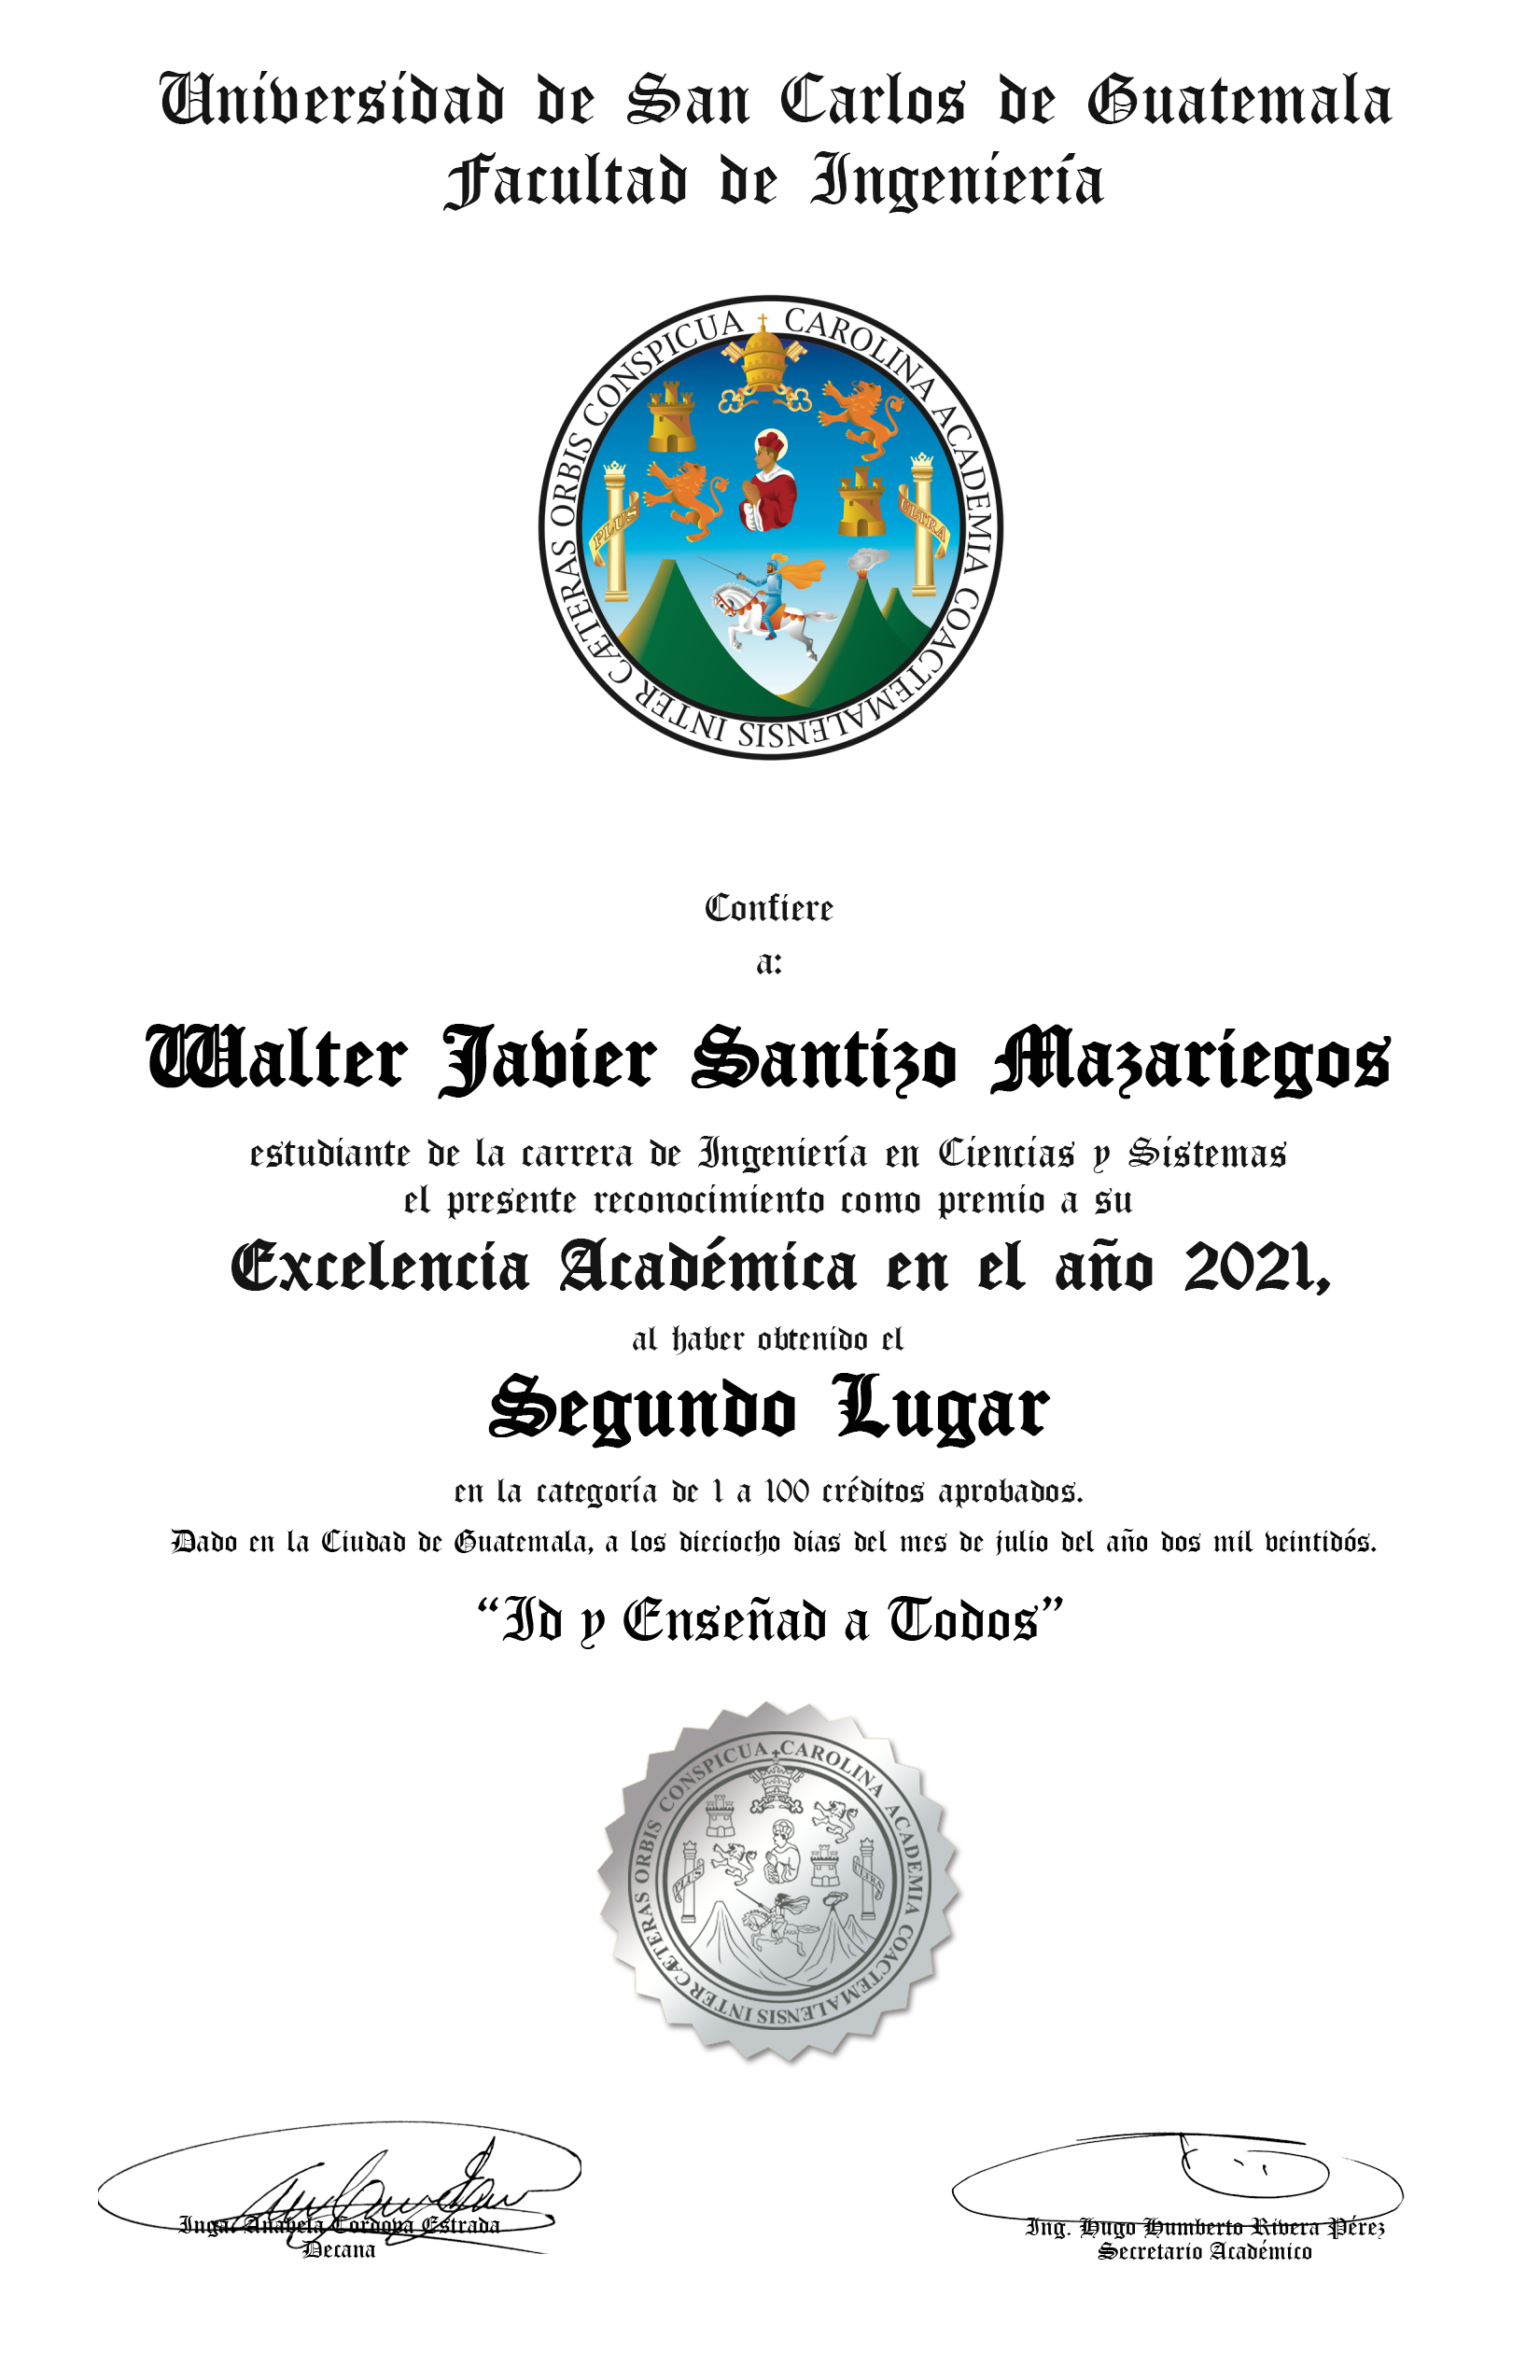 Universidad de San Carlos de Guatemala
Facultad de Ingeniería
CAROLINA ACADEMIA COACTEMALENSIS INTER CÆTERAS ORBIS CONSPICUA
PLUS
ULTRA
Confiere
a:
Walter Javier Santizo Mazariegos
estudiante de la carrera de Ingeniería en Ciencias y Sistemas
el presente reconocimiento como premio a su
Excelencia Académica en el año 2021,
al haber obtenido el
Segundo Lugar
en la categoría de 1 a 100 créditos aprobados.
Dado en la Ciudad de Guatemala, a los dieciocho dias del mes de julio del año dos mil veintidós.
“Id y Enseñad a Todos”
CAROLINA ACADEMIA COACTEMALENSIS INTER CÆTERAS ORBIS CONSPICUA
PLUS
ULTRA
Inga. Anabela Cordova Estrada
Decana
Ing. Hugo Humberto Rivera Pérez
Secretario Académico